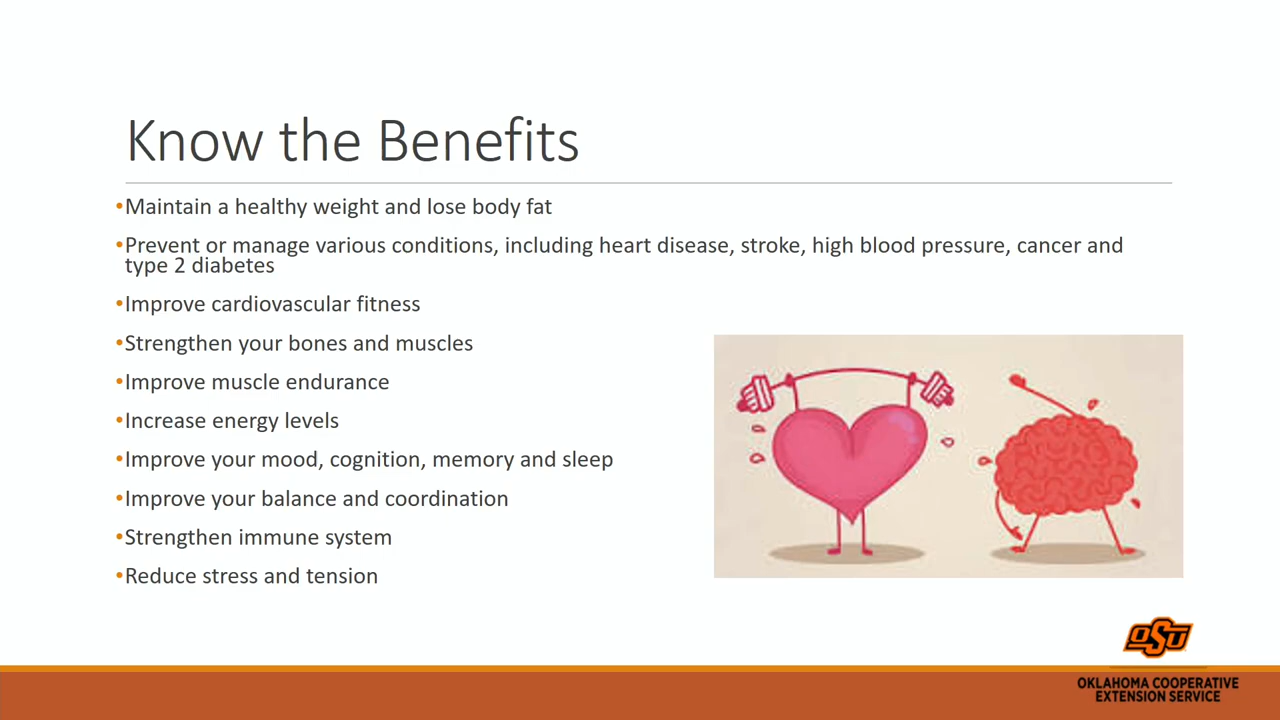 Know the Benefits
•Maintain a healthy weight and lose body fat
•Prevent or manage various conditions, including heart disease, stroke, high blood pressure, cancer and
type 2 diabetes
•Improve cardiovascular fitness
•Strengthen your bones and muscles
•Improve muscle endurance
•Increase energy levels
•Improve your mood, cognition, memory and sleep
•Improve your balance and coordination
•Strengthen immune system
•Reduce stress and tension
OSU
OKLAHOMA COOPERATIVE
EXTENSION SERVICE